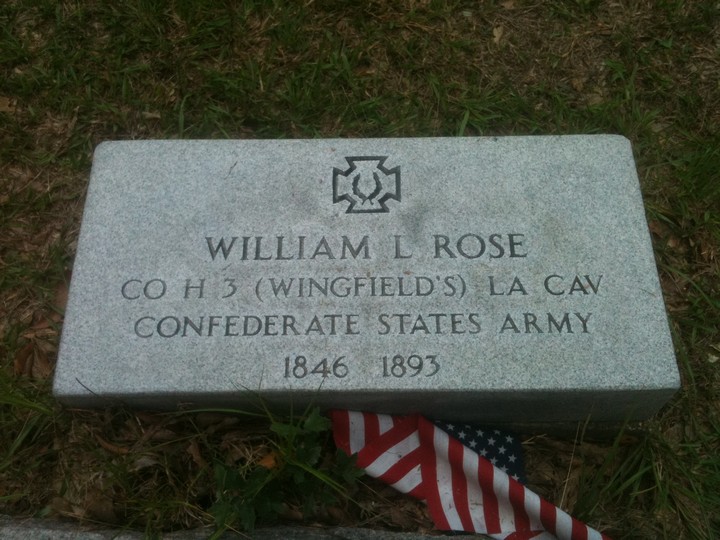 WILLIAM L ROSE
CO H 3 (WINGFIELD'S) LA CAV
CONFEDERATE STATES ARMY
1846 1893